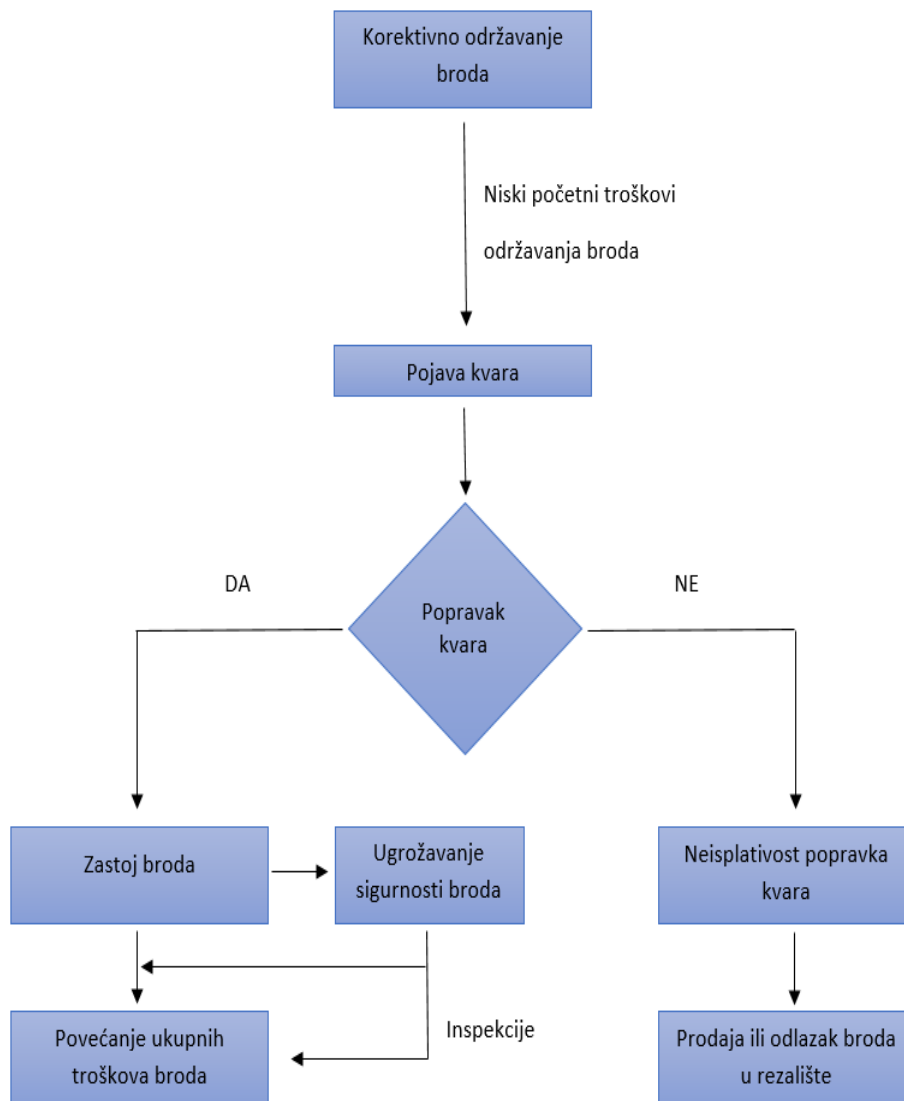 Korektivno održavanje
broda
Niski početni troškovi
održavanja broda
Pojava kvara
DA
NE
Popravak
kvara
Zastoj broda
Ugrožavanje
sigurnosti broda
Neisplativost popravka
kvara
Inspekcije
Povećanje ukupnih
troškova broda
Prodaja ili odlazak broda
u rezalište